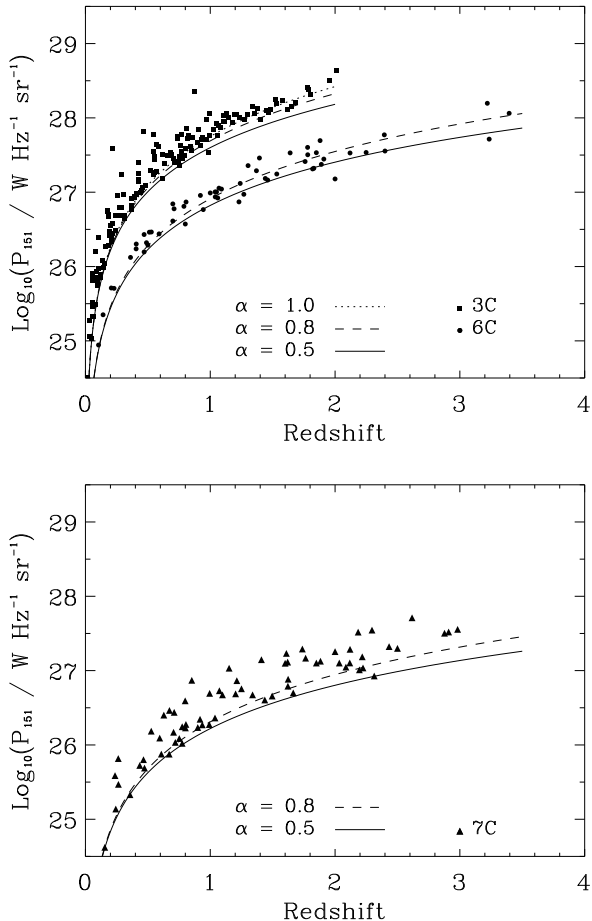 29
28
27
26
25
Log₁₀(P₁₅₁ / W Hz⁻¹ sr⁻¹)
α = 1.0
α = 0.8
α = 0.5
3C
6C
0 1 2 3 4
Redshift
29
28
27
26
25
Log₁₀(P₁₅₁ / W Hz⁻¹ sr⁻¹)
α = 0.8
α = 0.5
7C
0 1 2 3 4
Redshift